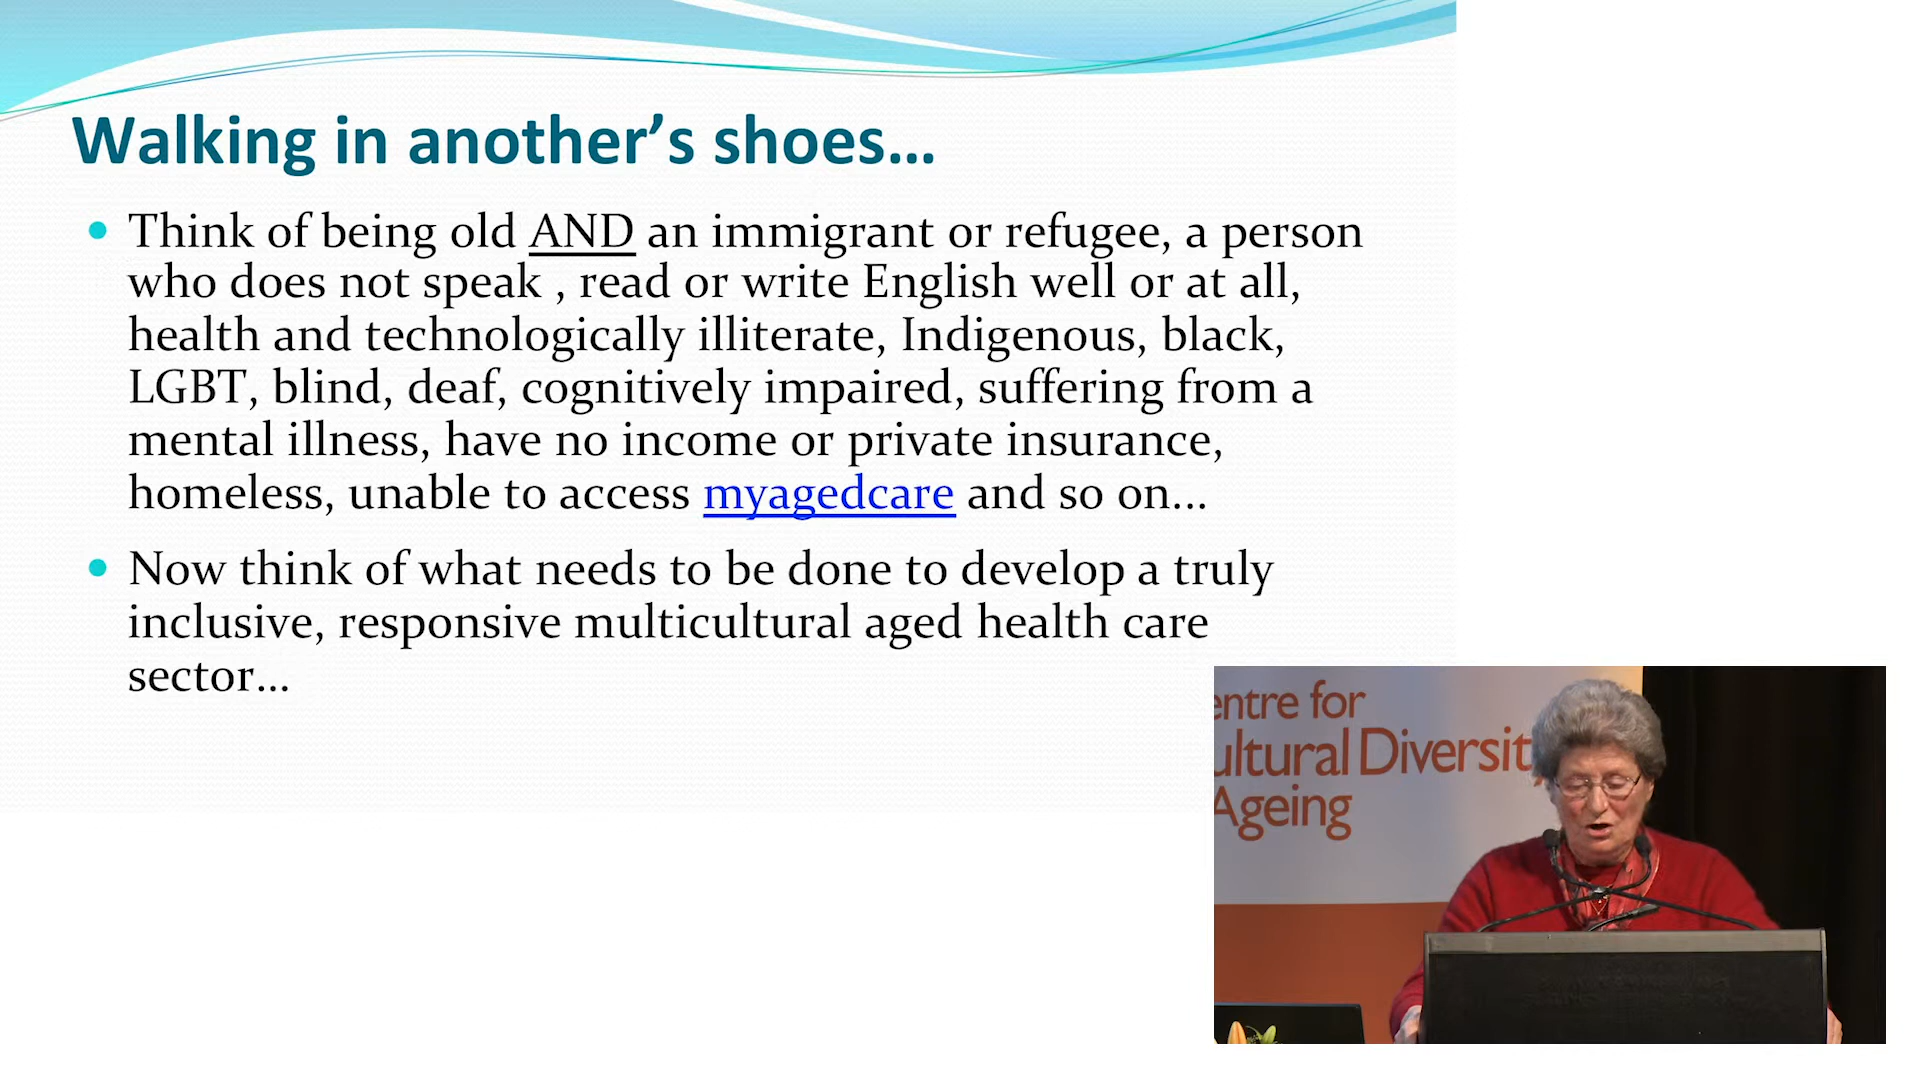 Walking in another’s shoes…
• Think of being old AND an immigrant or refugee, a person
who does not speak , read or write English well or at all,
health and technologically illiterate, Indigenous, black,
LGBT, blind, deaf, cognitively impaired, suffering from a
mental illness, have no income or private insurance,
homeless, unable to access myagedcare and so on…
• Now think of what needs to be done to develop a truly
inclusive, responsive multicultural aged health care
sector…
entre for
ultural Diversit
Ageing